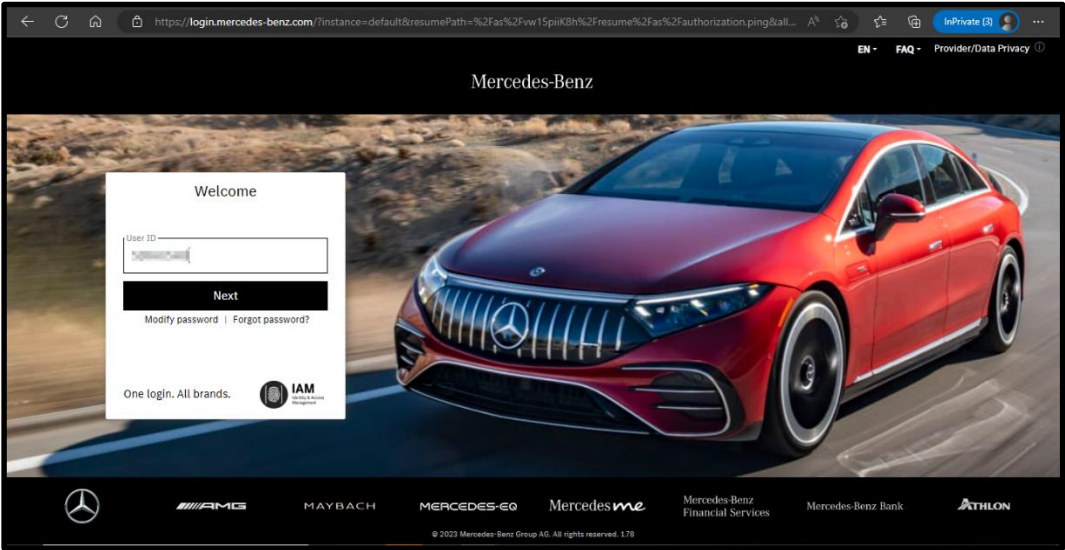 https://login.mercedes-benz.com/?instance=default&resumePath=%2Fas%2Fvw15piiK8h%2Fresume%2Fas%2Fauthorization.ping&all...
InPrivate (3)
EN FAQ Provider/Data Privacy
Mercedes-Benz
Welcome
User ID
Next
Modify password | Forgot password?
One login. All brands.
IAM
Identity & Access
Management
AMG
MAYBACH
MERCEDES-EQ
Mercedes me
Mercedes-Benz
Financial Services
Mercedes-Benz Bank
ATHLON
© 2023 Mercedes-Benz Group AG. All rights reserved. 1.78